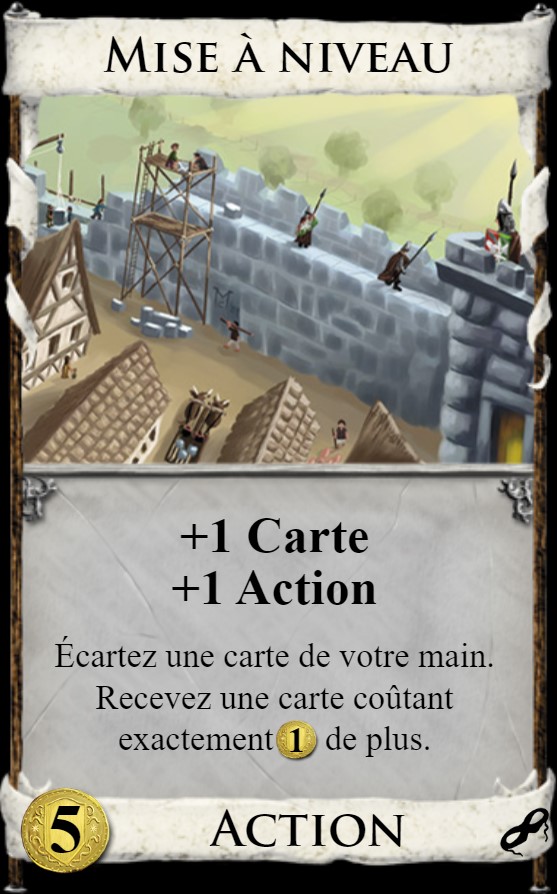 Mise à niveau
+1 Carte
+1 Action
Écartez une carte de votre main.
Recevez une carte coûtant
exactement 1 de plus.
5 Action